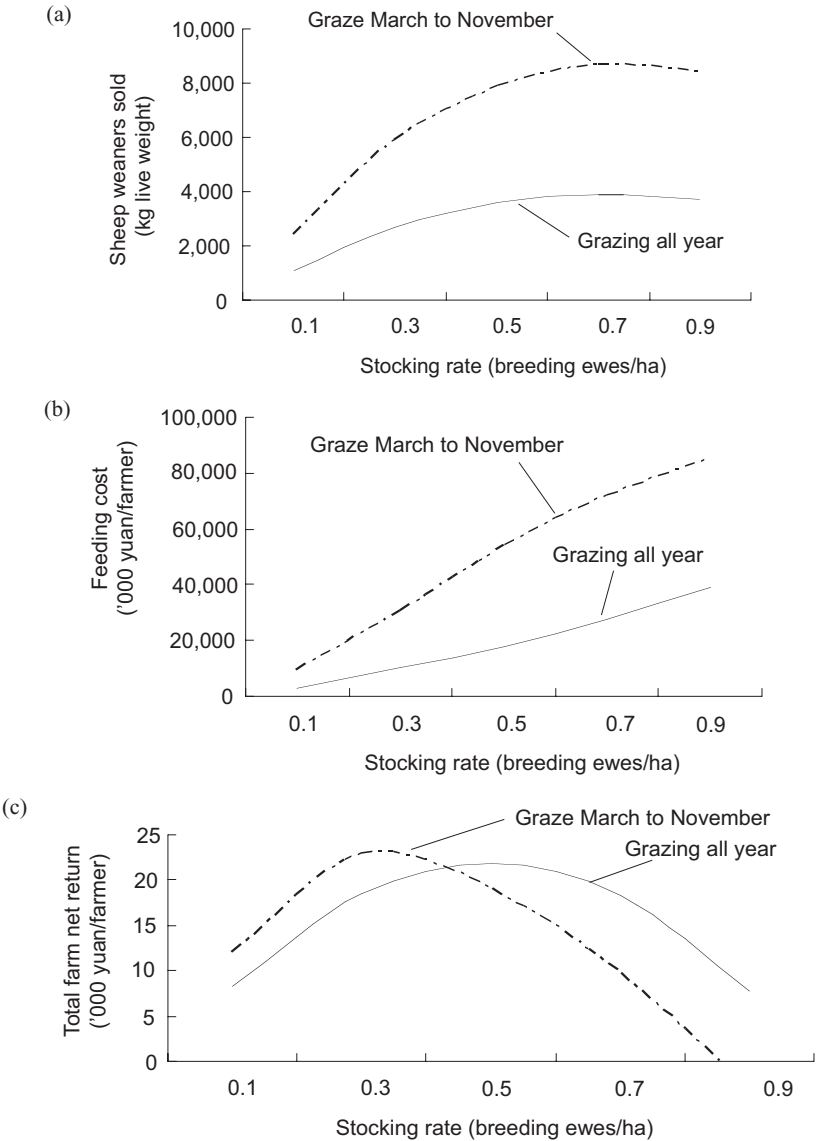 (a)
Graze March to November
10,000
8,000
6,000
4,000
2,000
0
Sheep weaners sold
(kg live weight)
Grazing all year
0.1 0.3 0.5 0.7 0.9
Stocking rate (breeding ewes/ha)
(b)
100,000
80,000
60,000
40,000
20,000
0
Feeding cost
('000 yuan/farmer)
Graze March to November
Grazing all year
0.1 0.3 0.5 0.7 0.9
Stocking rate (breeding ewes/ha)
(c)
25
20
15
10
5
0
Total farm net return
('000 yuan/farmer)
Graze March to November
Grazing all year
0.1 0.3 0.5 0.7 0.9
Stocking rate (breeding ewes/ha)